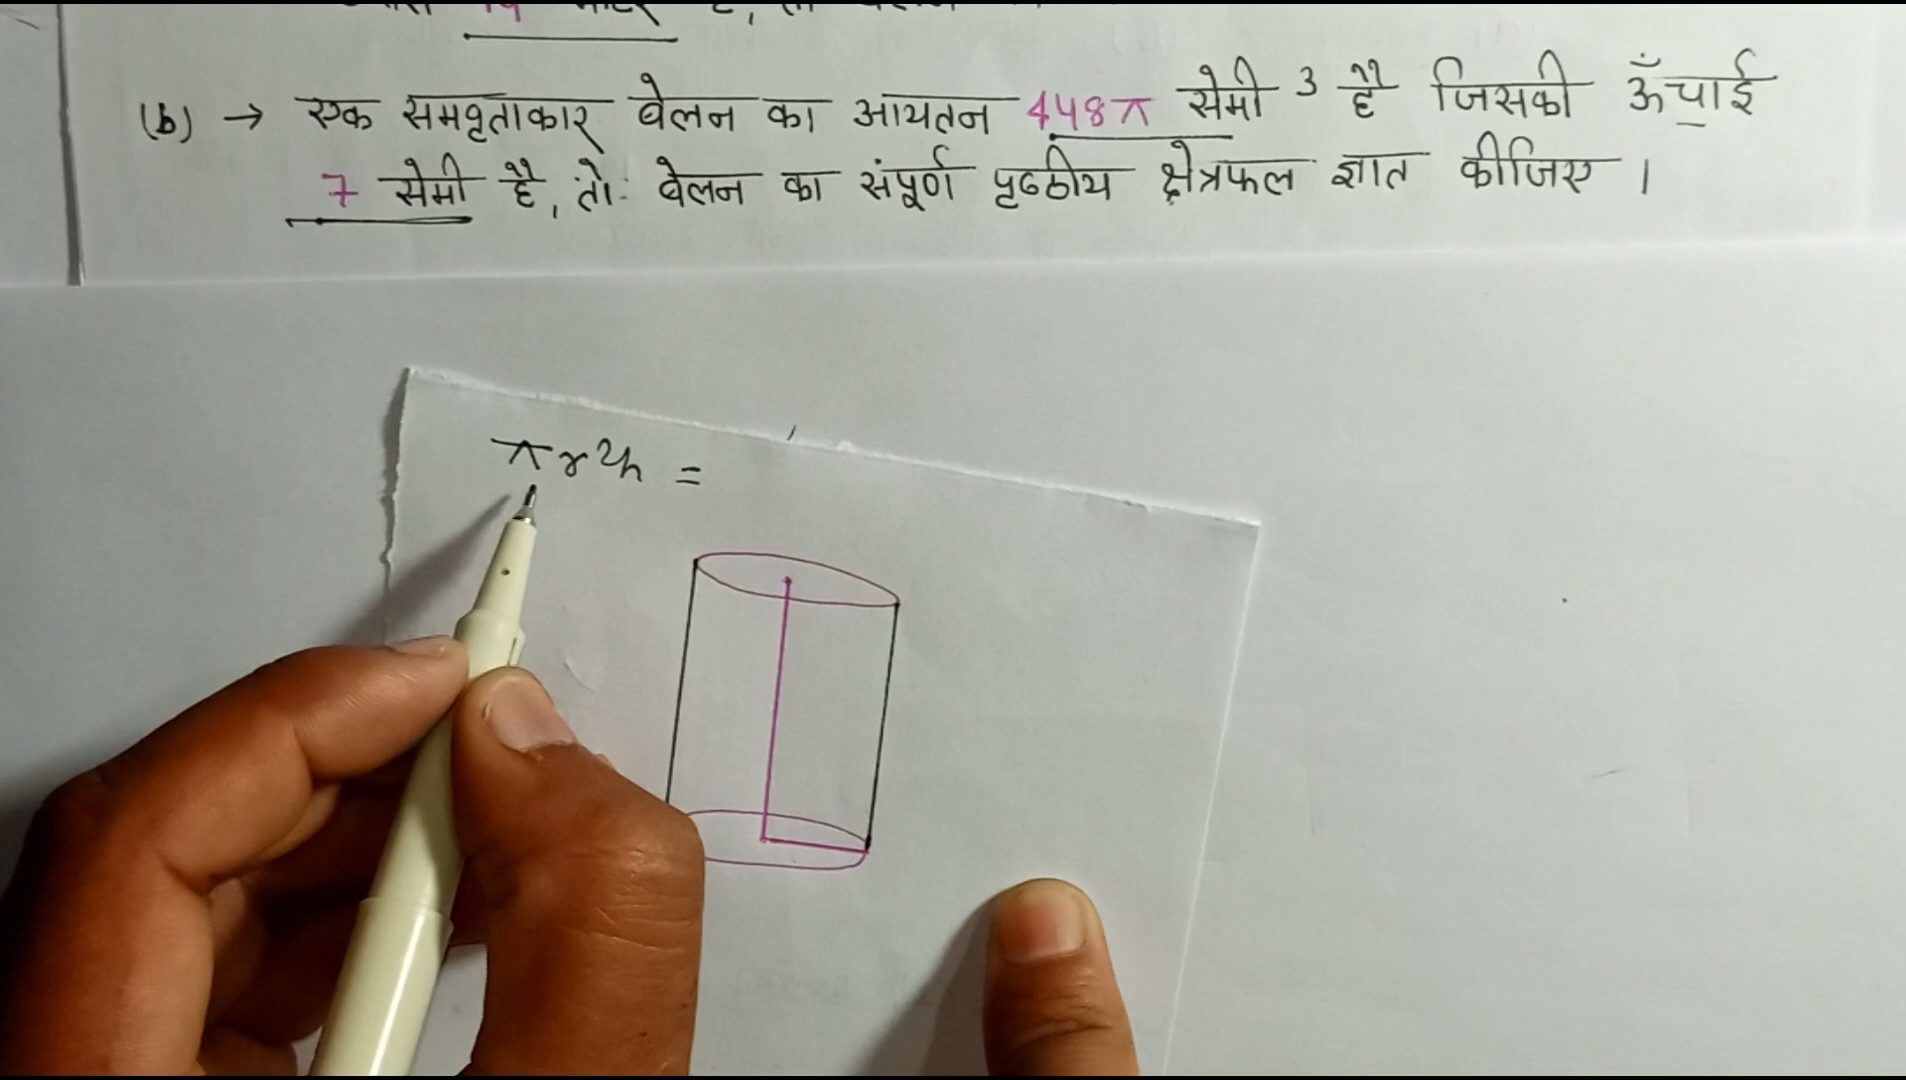 (b) → एक समवृताकार बेलन का आयतन 448π सेमी ³ है जिसकी ऊँचाई
7 सेमी है, तो बेलन का संपूर्ण पृष्ठीय क्षेत्रफल ज्ञात कीजिए ।
πr²h =